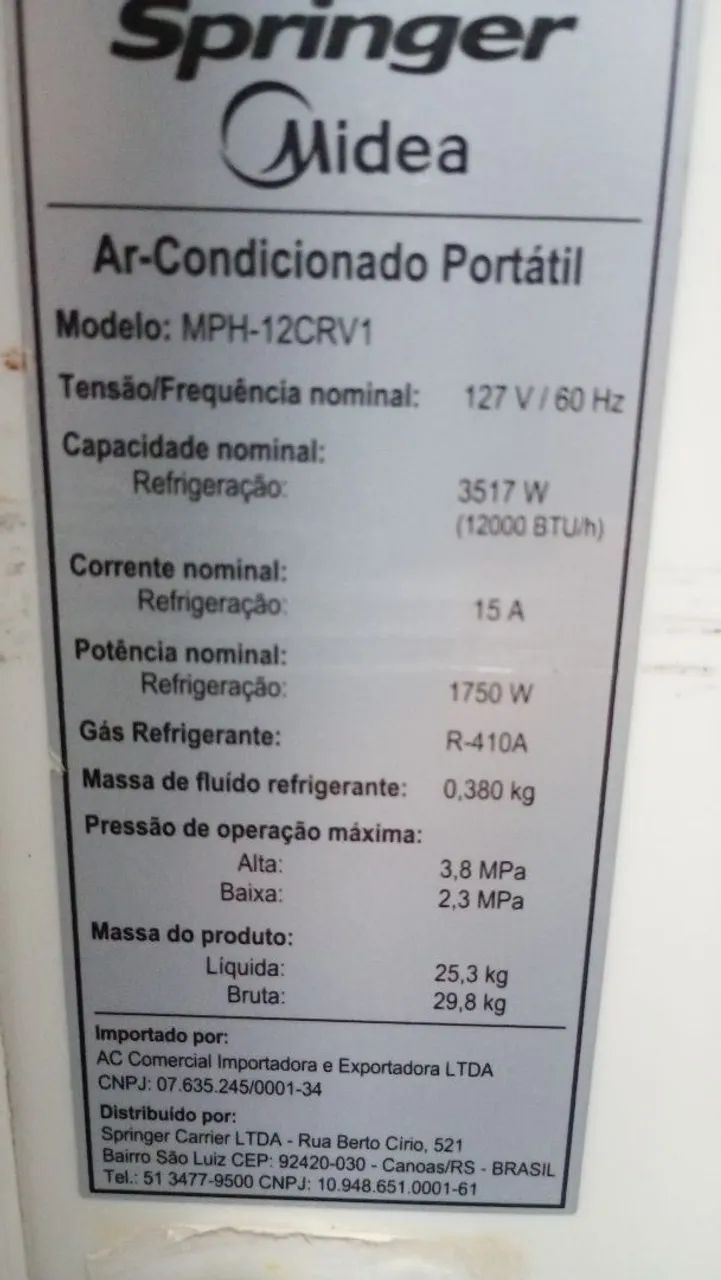 Springer
Midea
Ar-Condicionado Portátil
Modelo: MPH-12CRV1
Tensão/Frequência nominal: 127 V / 60 Hz
Capacidade nominal:
Refrigeração: 3517 W
(12000 BTU/h)
Corrente nominal:
Refrigeração: 15 A
Potência nominal:
Refrigeração: 1750 W
Gás Refrigerante: R-410A
Massa de fluído refrigerante: 0,380 kg
Pressão de operação máxima:
Alta: 3,8 MPa
Baixa: 2,3 MPa
Massa do produto:
Líquida: 25,3 kg
Bruta: 29,8 kg
Importado por:
AC Comercial Importadora e Exportadora LTDA
CNPJ: 07.635.245/0001-34
Distribuído por:
Springer Carrier LTDA - Rua Berto Círio, 521
Bairro São Luiz CEP: 92420-030 - Canoas/RS - BRASIL
Tel.: 51 3477-9500 CNPJ: 10.948.651.0001-61